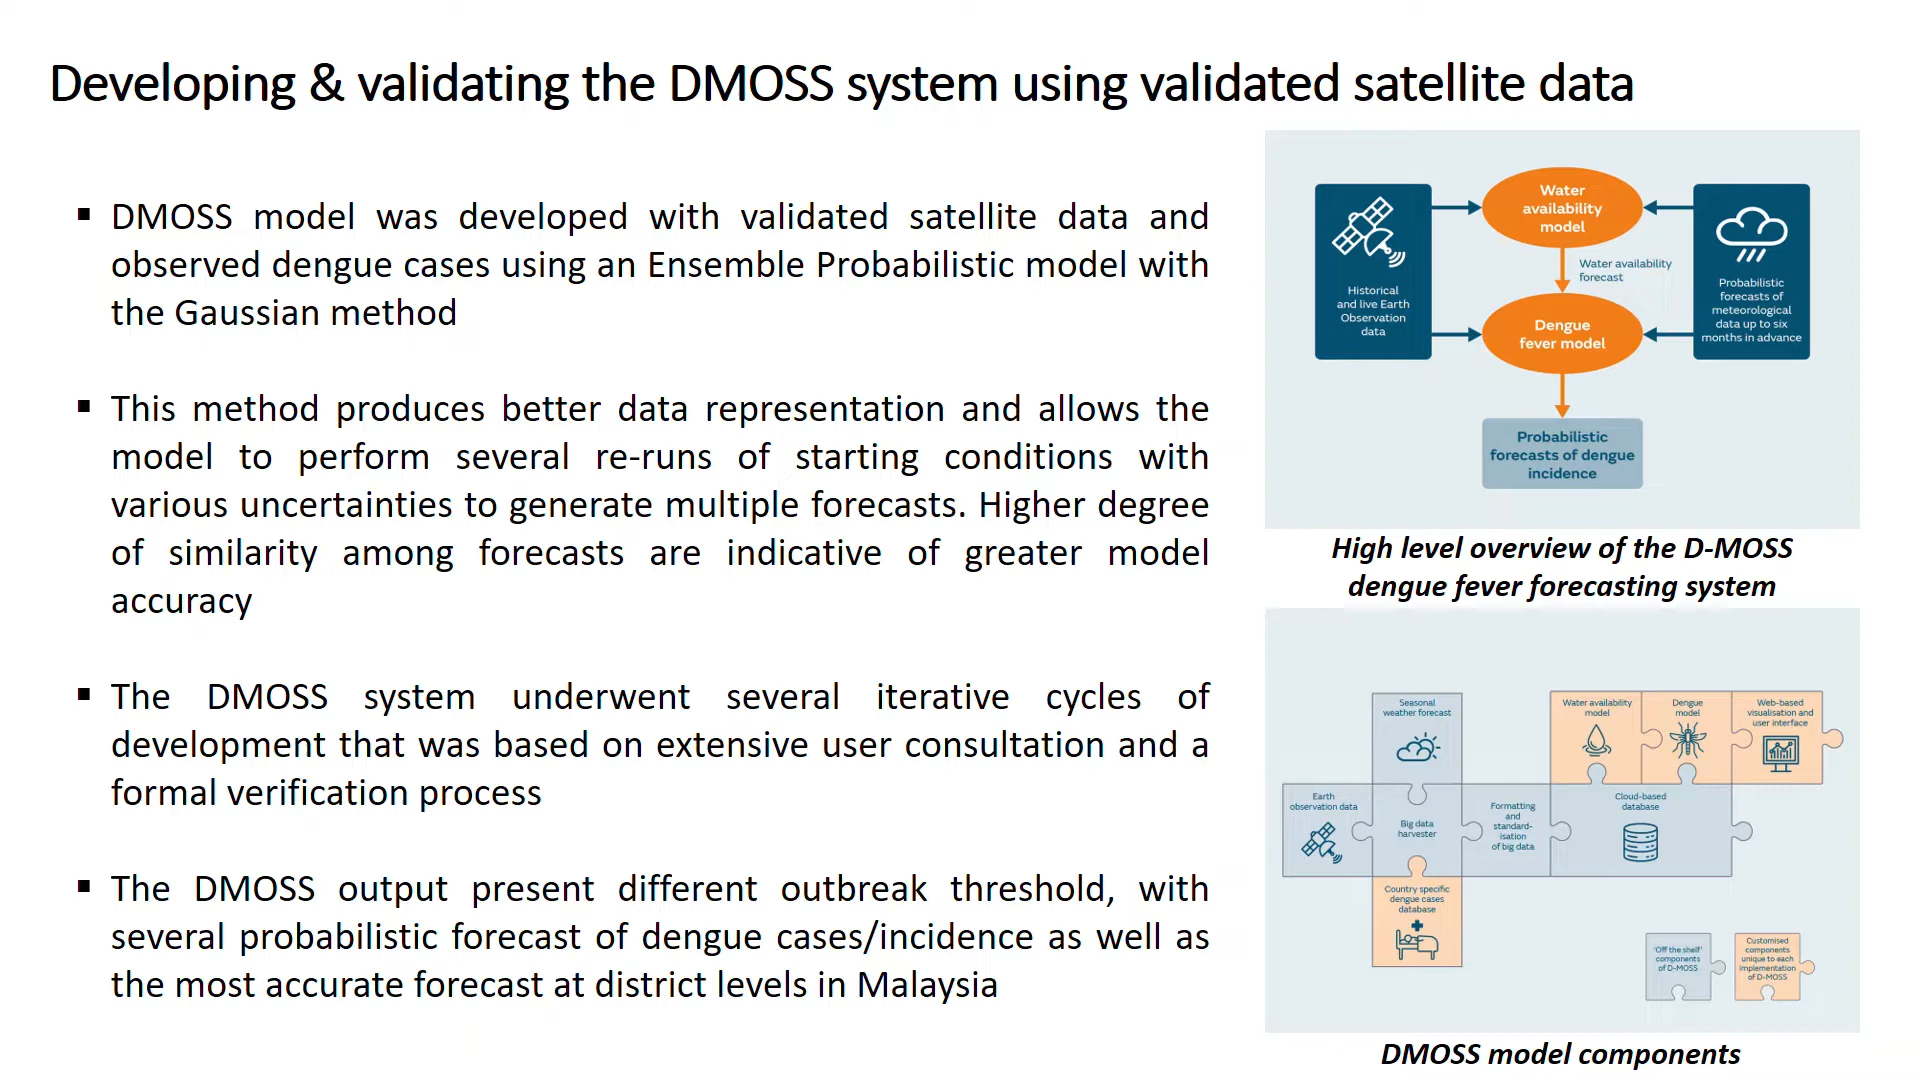 Developing & validating the DMOSS system using validated satellite data
▪ DMOSS model was developed with validated satellite data and
observed dengue cases using an Ensemble Probabilistic model with
the Gaussian method
▪ This method produces better data representation and allows the
model to perform several re-runs of starting conditions with
various uncertainties to generate multiple forecasts. Higher degree
of similarity among forecasts are indicative of greater model
accuracy
▪ The DMOSS system underwent several iterative cycles of
development that was based on extensive user consultation and a
formal verification process
▪ The DMOSS output present different outbreak threshold, with
several probabilistic forecast of dengue cases/incidence as well as
the most accurate forecast at district levels in Malaysia
Historical
and live Earth
Observation
data
Water
availability
model
Water availability
forecast
Dengue
fever model
Probabilistic
forecasts of
meteorological
data up to six
months in advance
Probabilistic
forecasts of dengue
incidence
High level overview of the D-MOSS
dengue fever forecasting system
Seasonal
weather forecast
Water availability
model
Dengue
model
Web-based
visualisation and
user interface
Earth
observation data
Big data
harvester
Formatting
and
standard-
isation
of big data
Cloud-based
database
Country specific
dengue cases
database
'Off the shelf'
components
of D-MOSS
Customised
components
unique to each
implementation
of D-MOSS
DMOSS model components